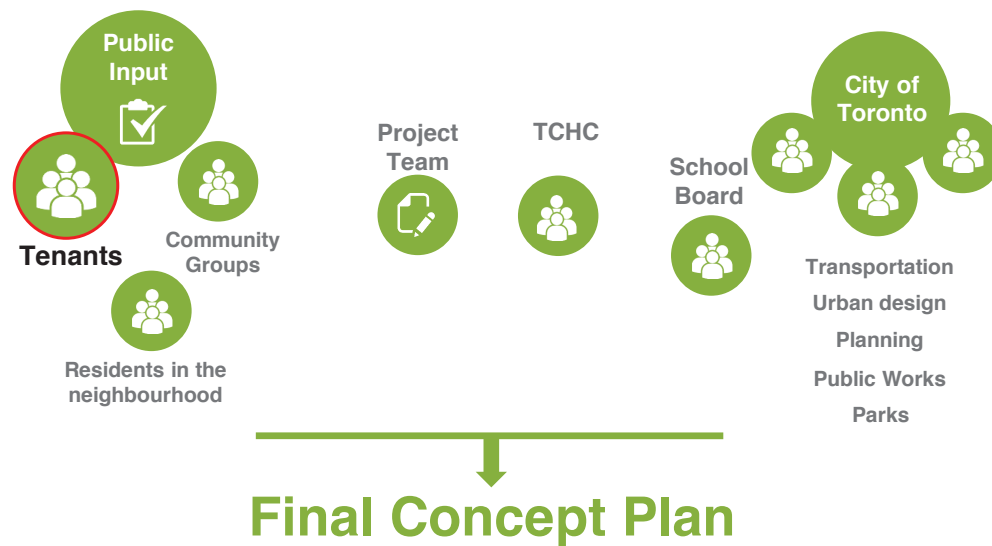 Public
Input
Tenants
Community
Groups
Residents in the
neighbourhood
Project
Team
TCHC
School
Board
City of
Toronto
Transportation
Urban design
Planning
Public Works
Parks
Final Concept Plan